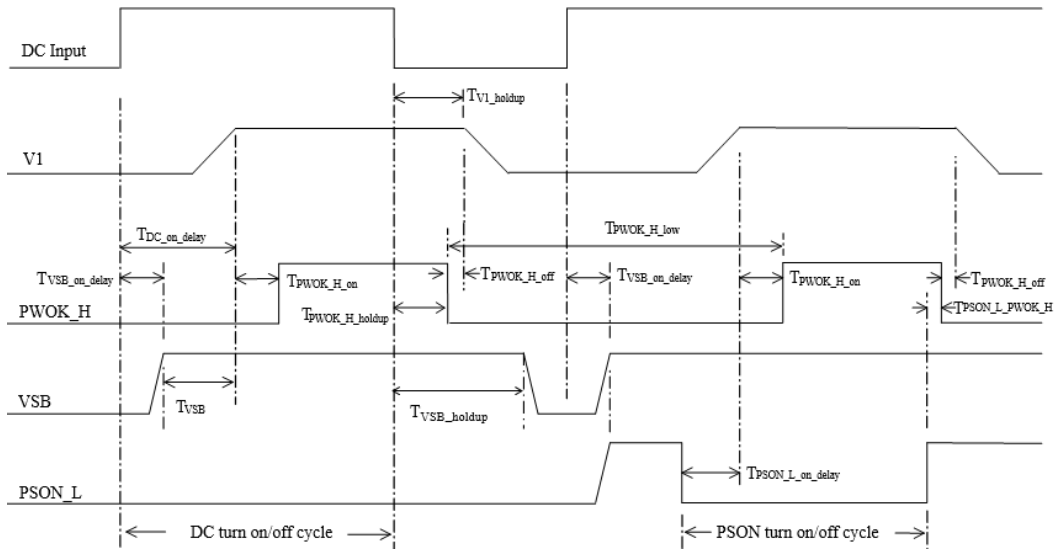 DC Input
TV1_holdup
V1
TDC_on_delay
TPWOK_H_low
TVSB_on_delay
TPWOK_H_on
TPWOK_H_off
TVSB_on_delay
TPWOK_H_on
TPWOK_H_off
PWOK_H
TPWOK_H_holdup
TPSON_L_PWOK_H
VSB
TVSB
TVSB_holdup
PSON_L
TPSON_L_on_delay
DC turn on/off cycle
PSON turn on/off cycle